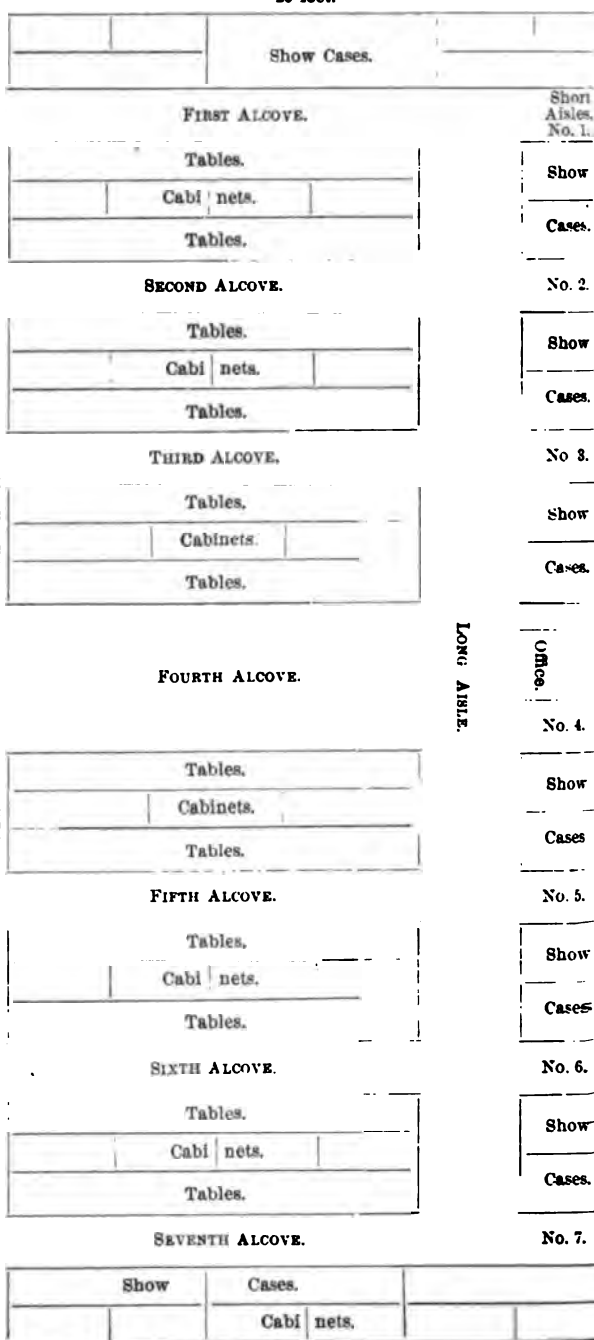 Show Cases.
FIRST ALCOVE.
Short
Aisles,
No. 1.
Tables.
Show
Cabi nets.
Cases.
Tables.
SECOND ALCOVE.
No. 2.
Tables.
Show
Cabi nets.
Cases.
Tables.
THIRD ALCOVE.
No 3.
Tables.
Show
Cabinets.
Cases.
Tables.
FOURTH ALCOVE.
LONG AISLE.
Office.
No. 4.
Tables.
Show
Cabinets.
Cases
Tables.
FIFTH ALCOVE.
No. 5.
Tables.
Show
Cabi nets.
Cases
Tables.
SIXTH ALCOVE.
No. 6.
Tables.
Show
Cabi nets.
Cases.
Tables.
SEVENTH ALCOVE.
No. 7.
Show Cases.
Cabi nets.